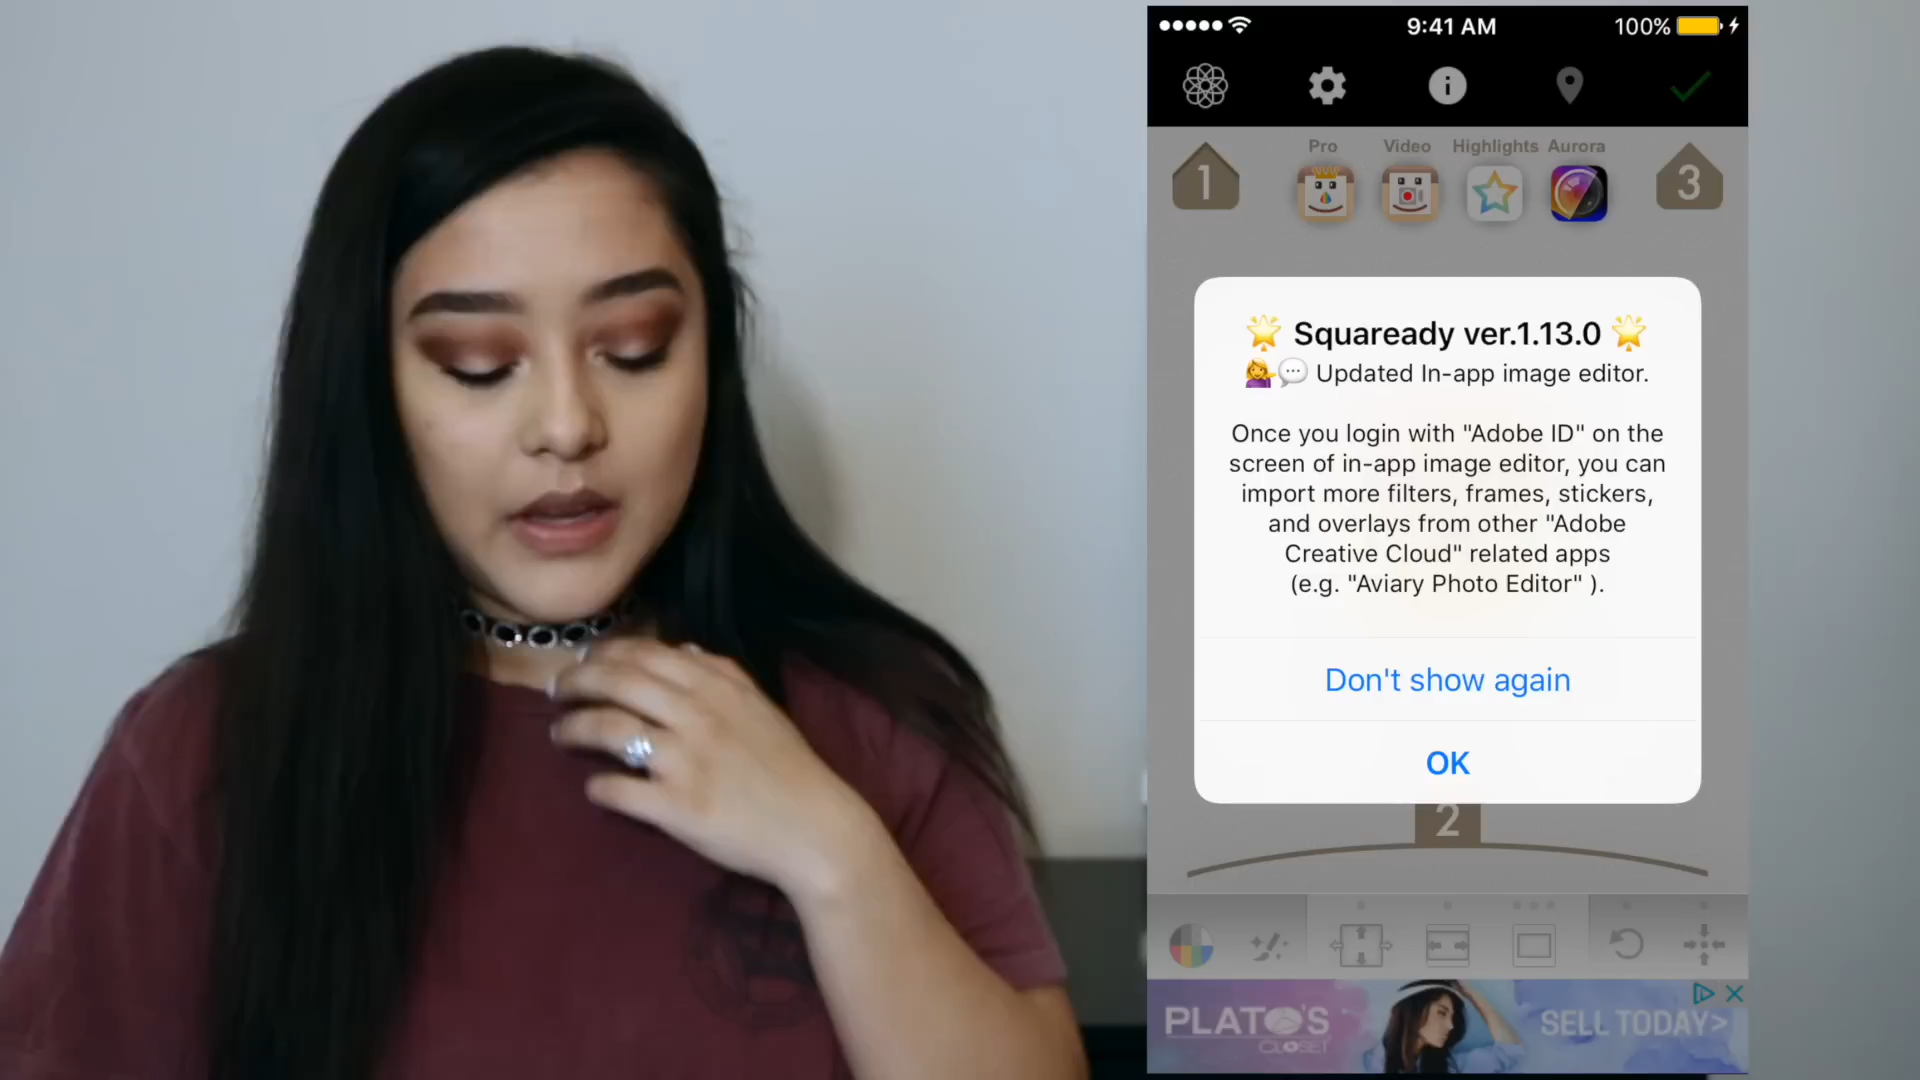 9:41 AM
100%
Pro
Video
Highlights
Aurora
1
3
🌟 Squaready ver.1.13.0 🌟
💁💬 Updated In-app image editor.
Once you login with "Adobe ID" on the
screen of in-app image editor, you can
import more filters, frames, stickers,
and overlays from other "Adobe
Creative Cloud" related apps
(e.g. "Aviary Photo Editor" ).
Don't show again
OK
2
PLATO'S
CLOSET
SELL TODAY>